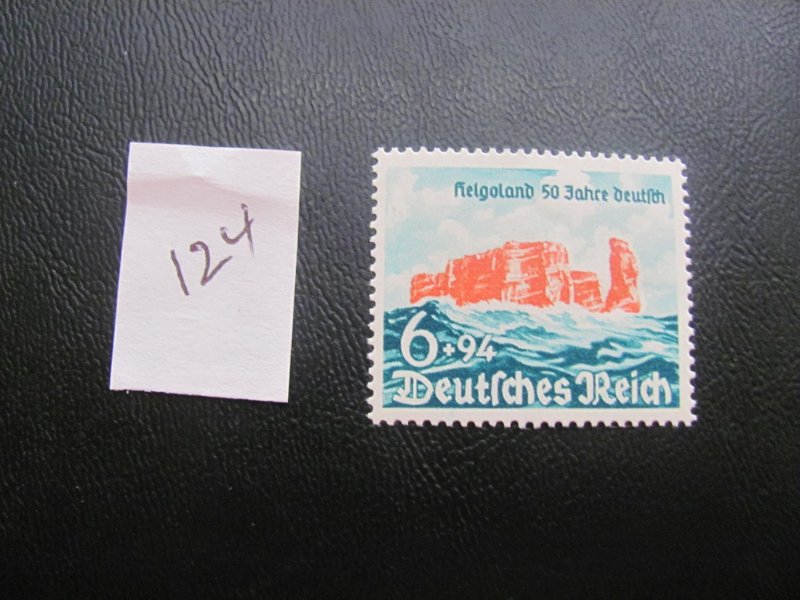 124
Helgoland 50 Jahre deutsch
6+94
Deutsches Reich